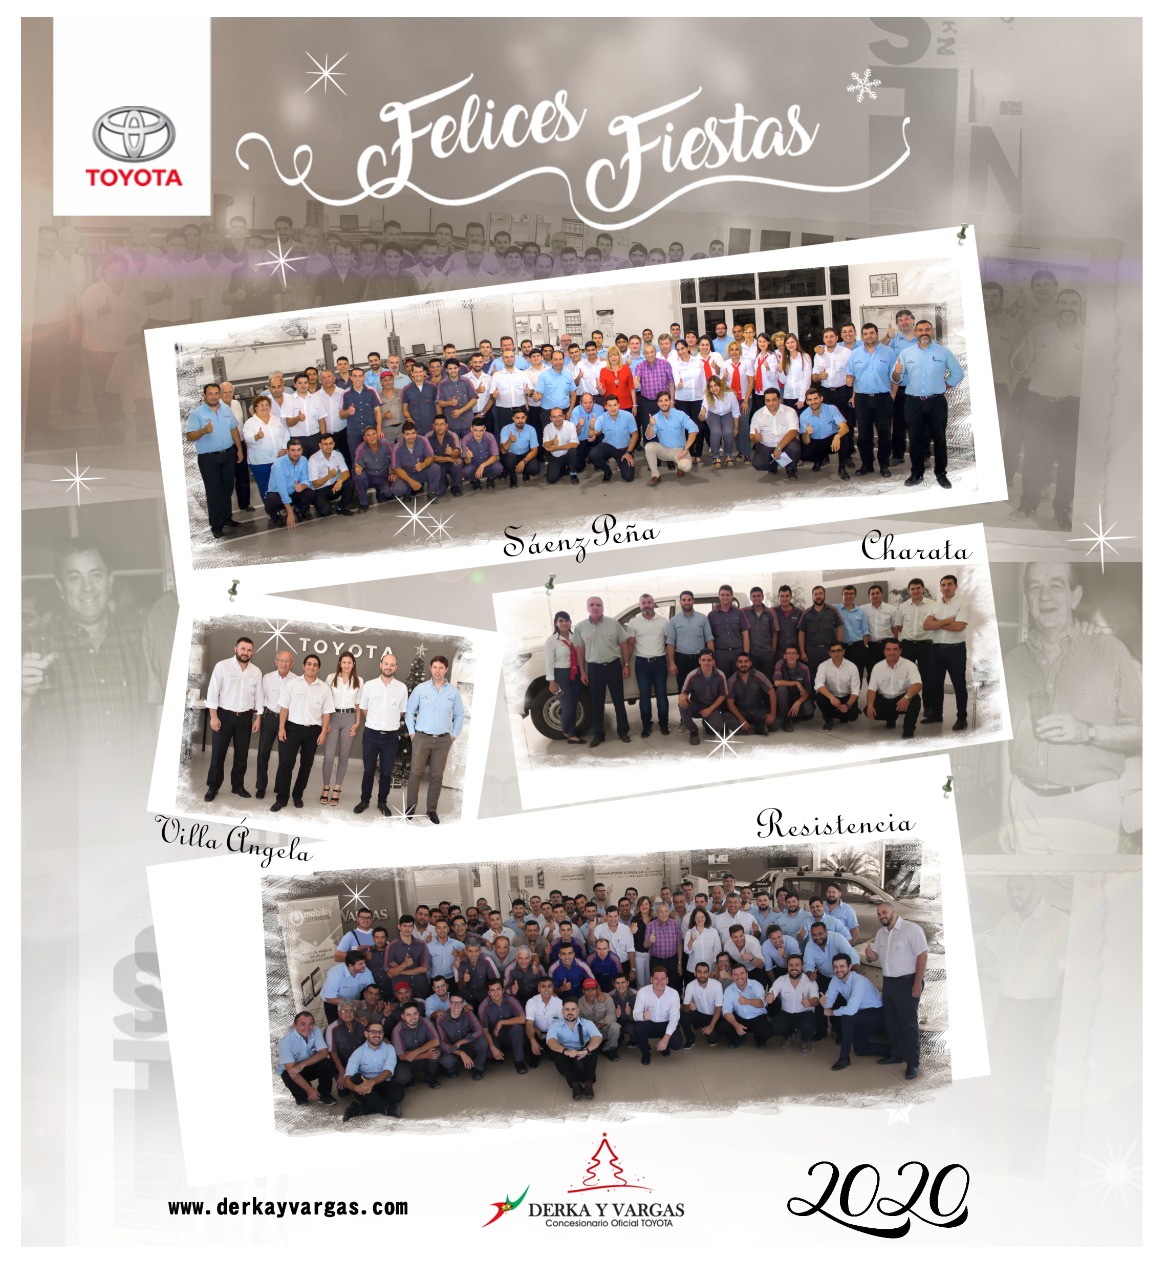 TOYOTA
Felices Fiestas
Sáenz Peña
Charata
TOYOTA
Villa Ángela
Resistencia
VARGAS
www.derkayvargas.com
DERKA Y VARGAS
Concesionario Oficial TOYOTA
2020